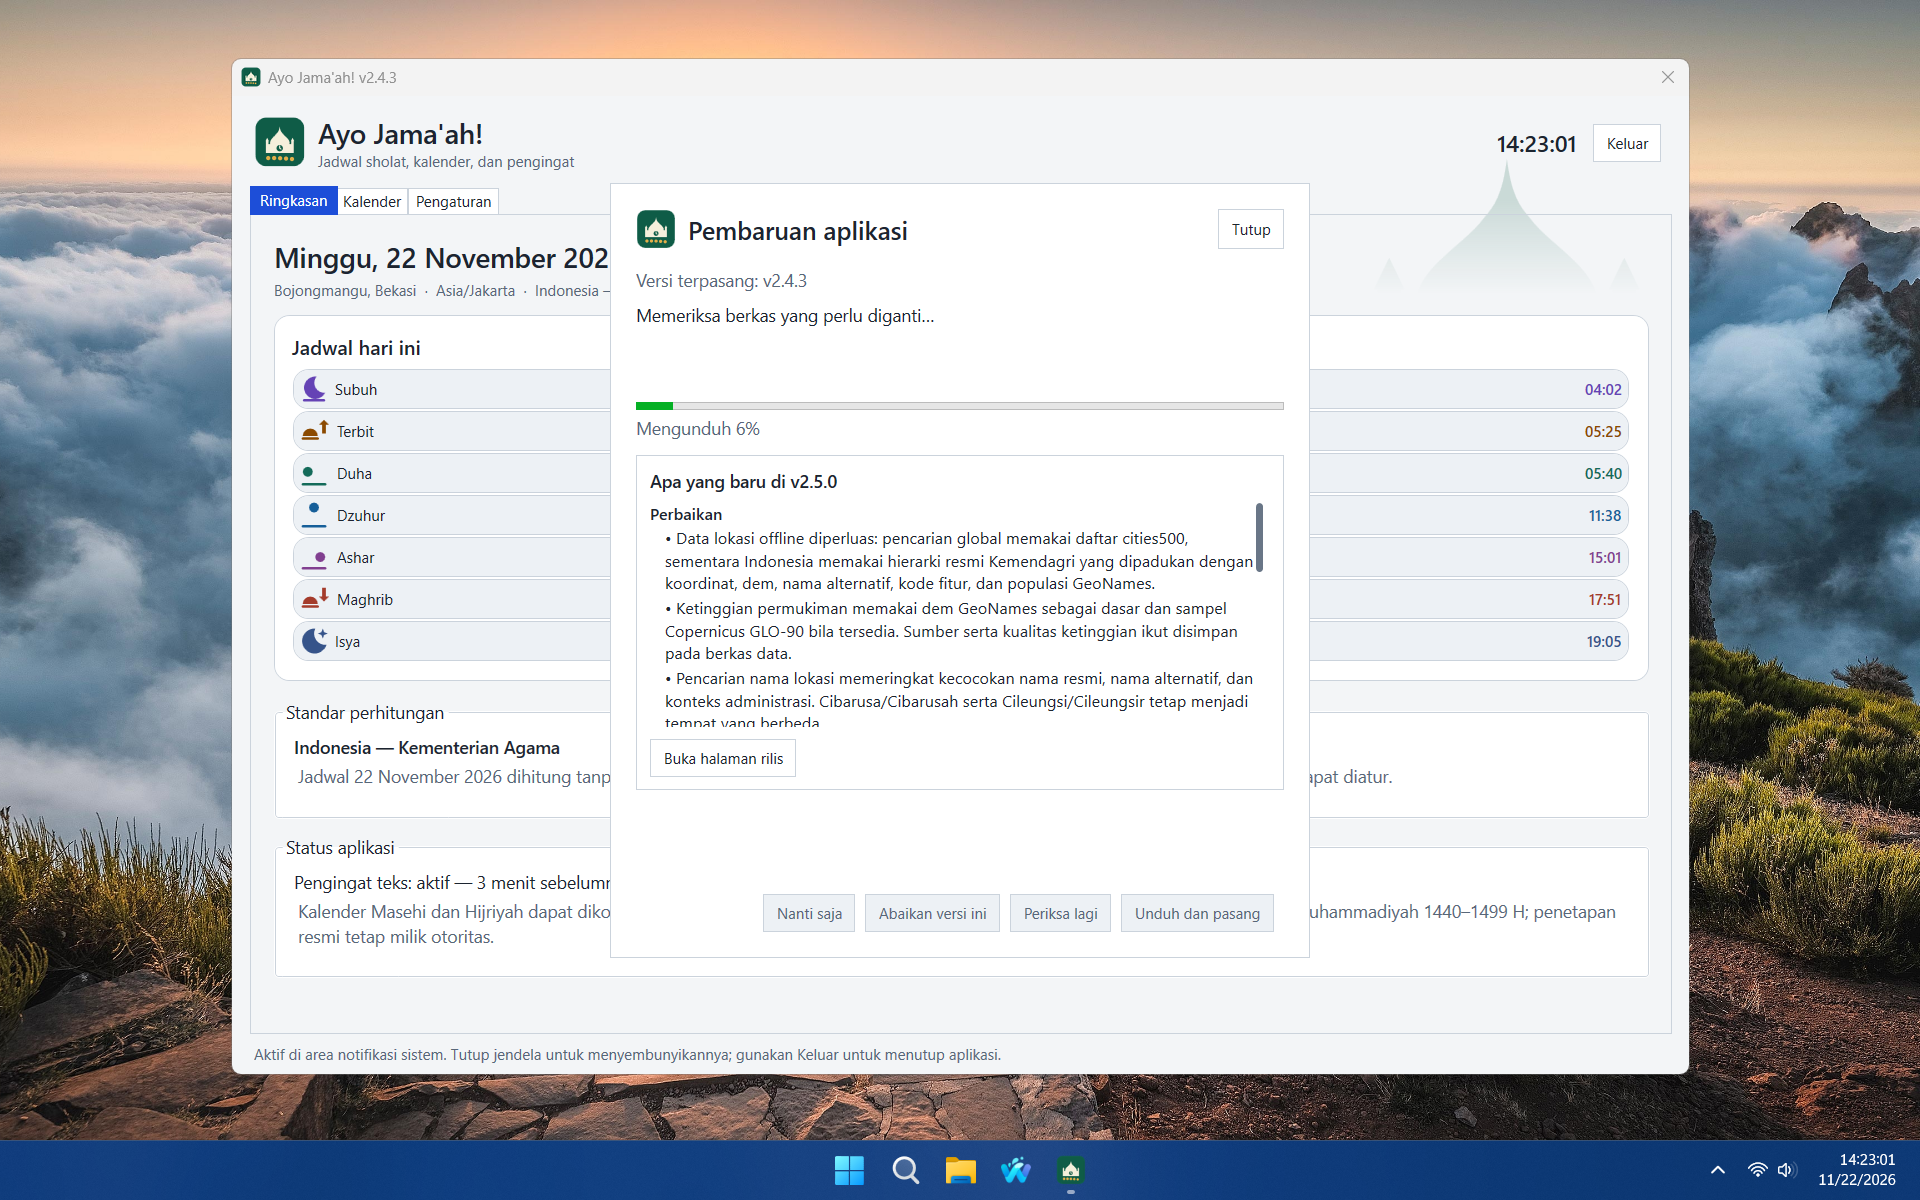 Ayo Jama'ah! v2.4.3
Ayo Jama'ah!
Jadwal sholat, kalender, dan pengingat
14:23:01
Keluar
Ringkasan
Kalender
Pengaturan
Minggu, 22 November 202
Bojongmangu, Bekasi · Asia/Jakarta · Indonesia –
Jadwal hari ini
Subuh
04:02
Terbit
05:25
Duha
05:40
Dzuhur
11:38
Ashar
15:01
Maghrib
17:51
Isya
19:05
Standar perhitungan
Indonesia — Kementerian Agama
Jadwal 22 November 2026 dihitung tanp
apat diatur.
Status aplikasi
Pengingat teks: aktif — 3 menit sebelum
Kalender Masehi dan Hijriyah dapat diko
uhammadiyah 1440–1499 H; penetapan
resmi tetap milik otoritas.
Aktif di area notifikasi sistem. Tutup jendela untuk menyembunyikannya; gunakan Keluar untuk menutup aplikasi.
Pembaruan aplikasi
Tutup
Versi terpasang: v2.4.3
Memeriksa berkas yang perlu diganti...
Mengunduh 6%
Apa yang baru di v2.5.0
Perbaikan
• Data lokasi offline diperluas: pencarian global memakai daftar cities500,
sementara Indonesia memakai hierarki resmi Kemendagri yang dipadukan dengan
koordinat, dem, nama alternatif, kode fitur, dan populasi GeoNames.
• Ketinggian permukiman memakai dem GeoNames sebagai dasar dan sampel
Copernicus GLO-90 bila tersedia. Sumber serta kualitas ketinggian ikut disimpan
pada berkas data.
• Pencarian nama lokasi memeringkat kecocokan nama resmi, nama alternatif, dan
konteks administrasi. Cibarusa/Cibarusah serta Cileungsi/Cileungsir tetap menjadi
tempat yang berbeda.
Buka halaman rilis
Nanti saja
Abaikan versi ini
Periksa lagi
Unduh dan pasang
14:23:01
11/22/2026